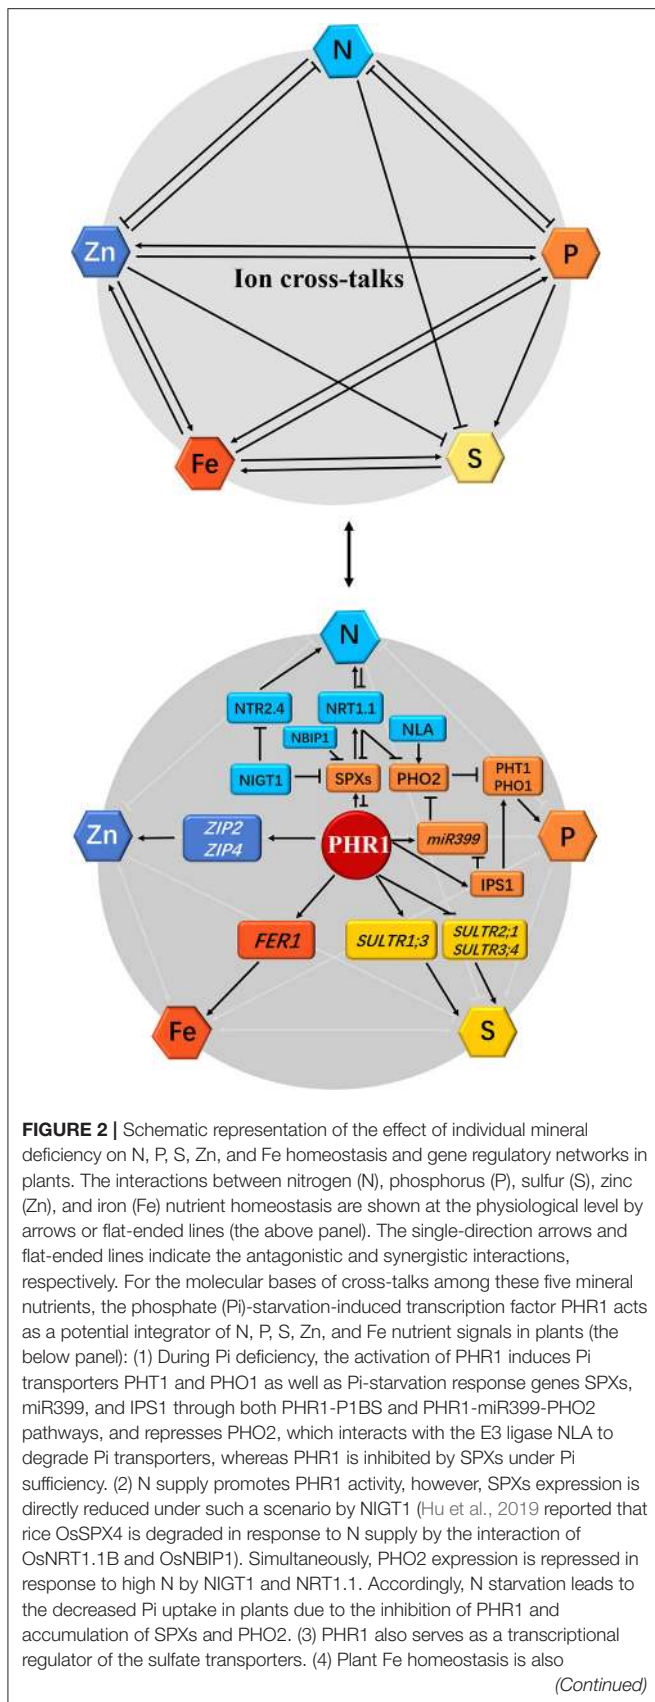 N
Zn
P
Ion cross-talks
Fe
S
N
NTR2.4
NRT1.1
NLA
NBIP1
NIGT1
SPXs
PHO2
PHT1
PHO1
Zn
ZIP2
ZIP4
PHR1
miR399
P
IPS1
FER1
SULTR1;3
SULTR2;1
SULTR3;4
Fe
S
FIGURE 2 | Schematic representation of the effect of individual mineral
deficiency on N, P, S, Zn, and Fe homeostasis and gene regulatory networks in
plants. The interactions between nitrogen (N), phosphorus (P), sulfur (S), zinc
(Zn), and iron (Fe) nutrient homeostasis are shown at the physiological level by
arrows or flat-ended lines (the above panel). The single-direction arrows and
flat-ended lines indicate the antagonistic and synergistic interactions,
respectively. For the molecular bases of cross-talks among these five mineral
nutrients, the phosphate (Pi)-starvation-induced transcription factor PHR1 acts
as a potential integrator of N, P, S, Zn, and Fe nutrient signals in plants (the
below panel): (1) During Pi deficiency, the activation of PHR1 induces Pi
transporters PHT1 and PHO1 as well as Pi-starvation response genes SPXs,
miR399, and IPS1 through both PHR1-P1BS and PHR1-miR399-PHO2
pathways, and represses PHO2, which interacts with the E3 ligase NLA to
degrade Pi transporters, whereas PHR1 is inhibited by SPXs under Pi
sufficiency. (2) N supply promotes PHR1 activity, however, SPXs expression is
directly reduced under such a scenario by NIGT1 (Hu et al., 2019 reported that
rice OsSPX4 is degraded in response to N supply by the interaction of
OsNRT1.1B and OsNBIP1). Simultaneously, PHO2 expression is repressed in
response to high N by NIGT1 and NRT1.1. Accordingly, N starvation leads to
the decreased Pi uptake in plants due to the inhibition of PHR1 and
accumulation of SPXs and PHO2. (3) PHR1 also serves as a transcriptional
regulator of the sulfate transporters. (4) Plant Fe homeostasis is also
(Continued)